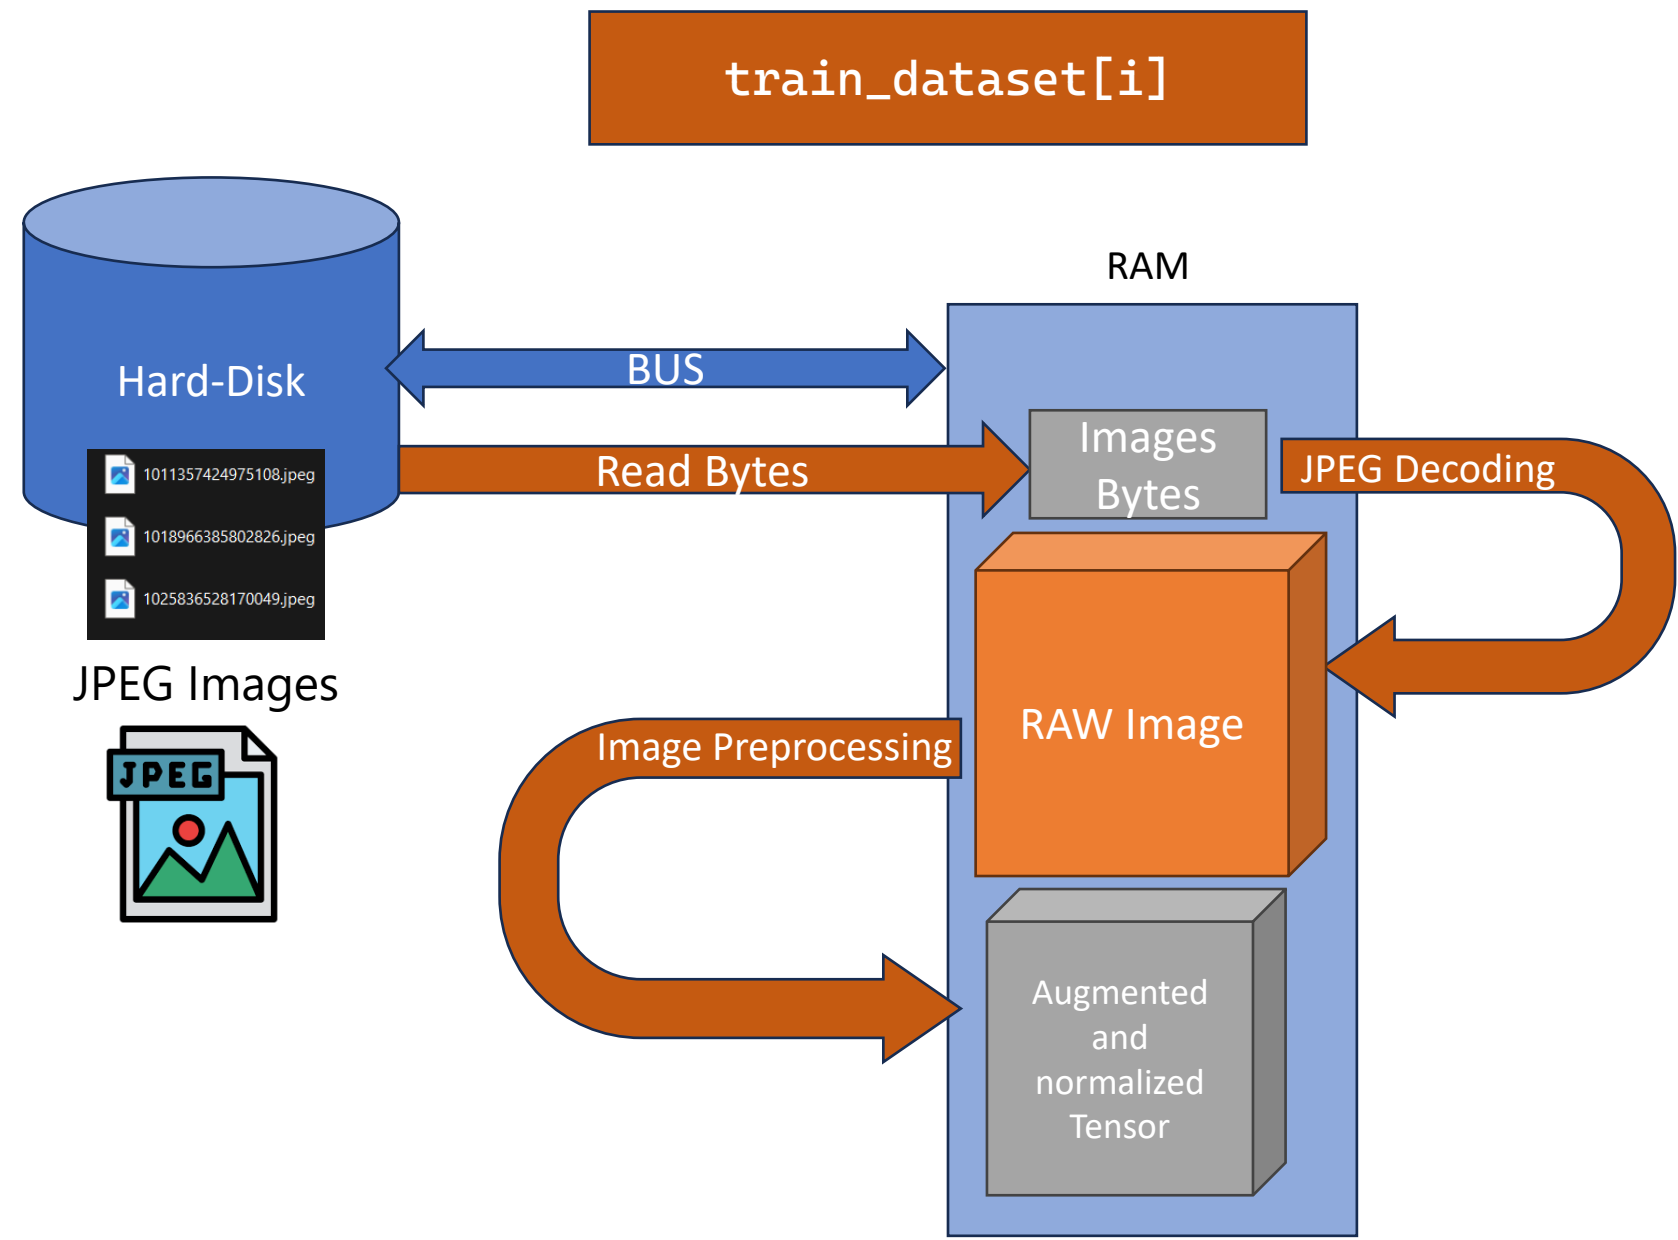 train_dataset[i]
RAM
Hard-Disk
BUS
Read Bytes
Images
Bytes
JPEG Decoding
1011357424975108.jpeg
1018966385802826.jpeg
1025836528170049.jpeg
JPEG Images
JPEG
Image Preprocessing
RAW Image
Augmented
and
normalized
Tensor